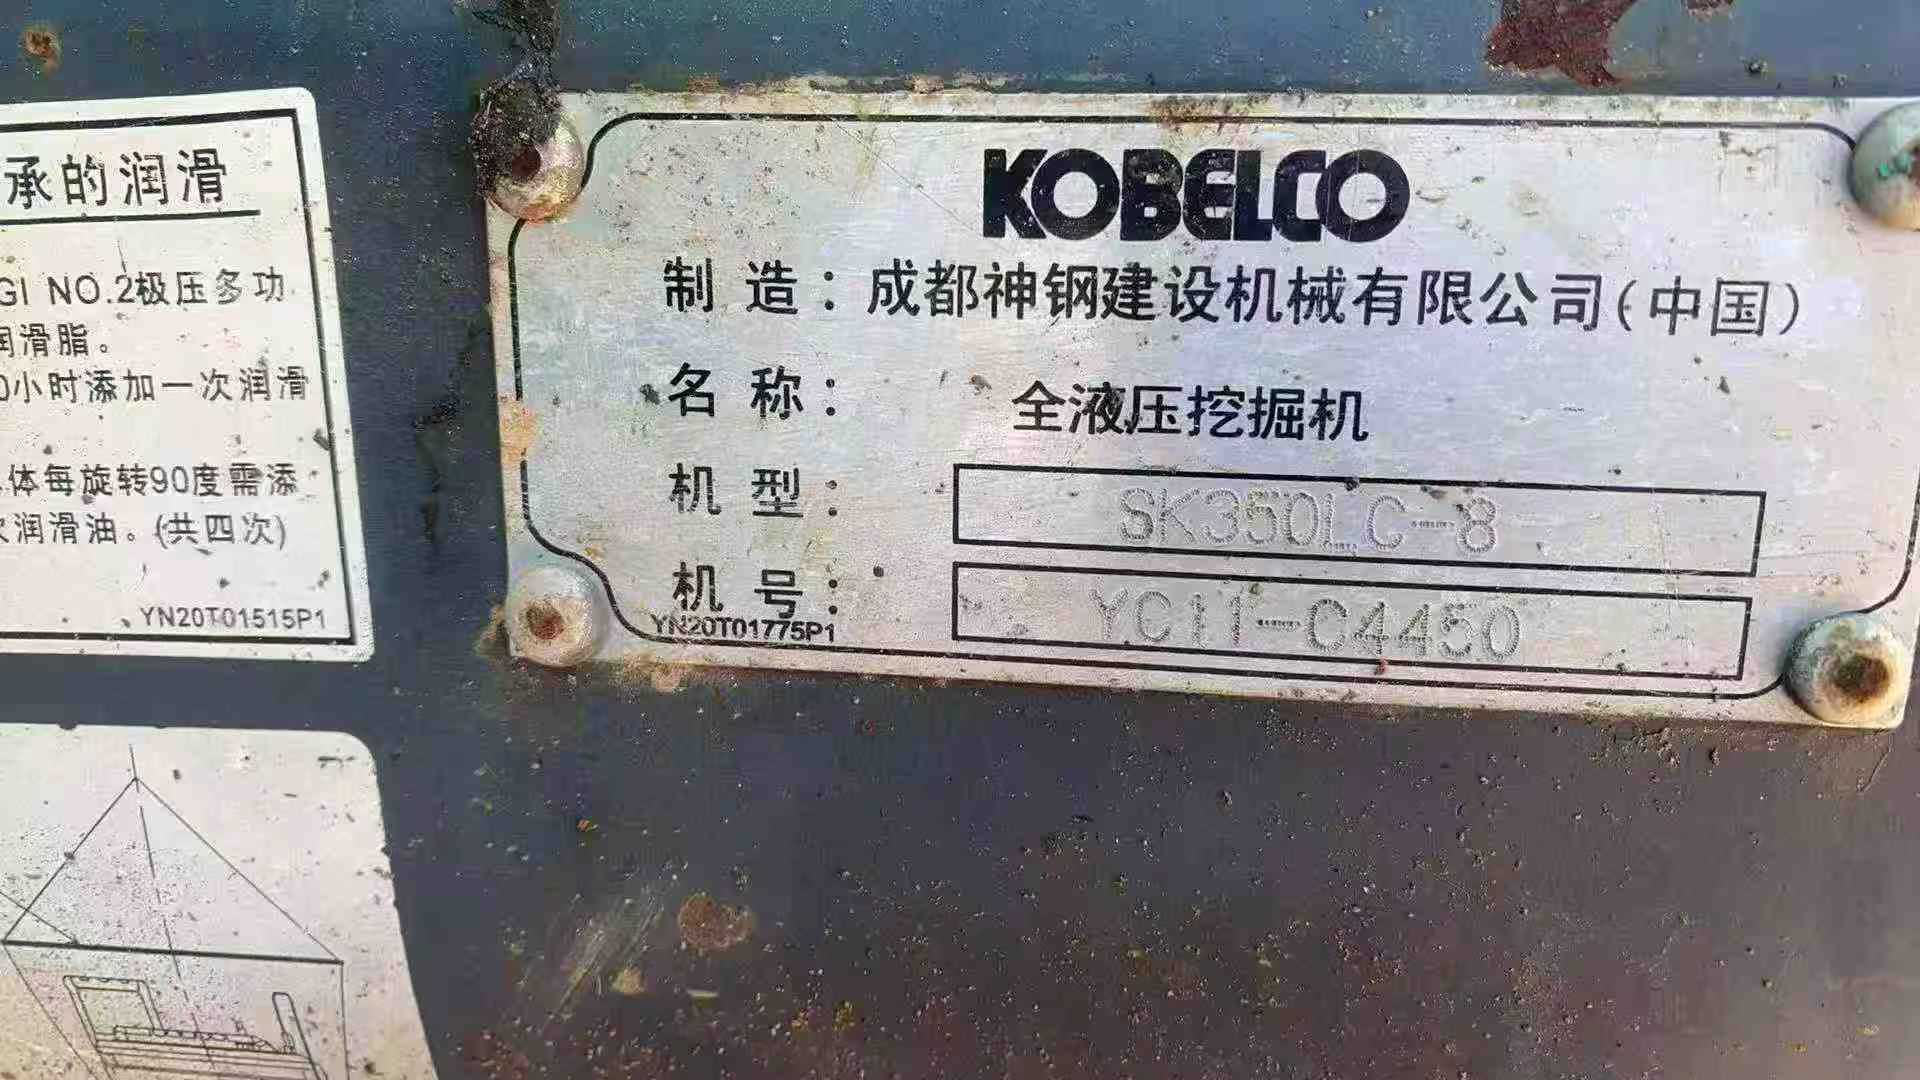 承的润滑
GI NO.2极压多功
润滑脂。
0小时添加一次润滑
体每旋转90度需添
次润滑油。(共四次)
YN20T01515P1
KOBELCO
制 造：成都神钢建设机械有限公司(中国)
名 称： 全液压挖掘机
机 型： SK350LC-8
机 号： YC11-C4450
YN20T01775P1